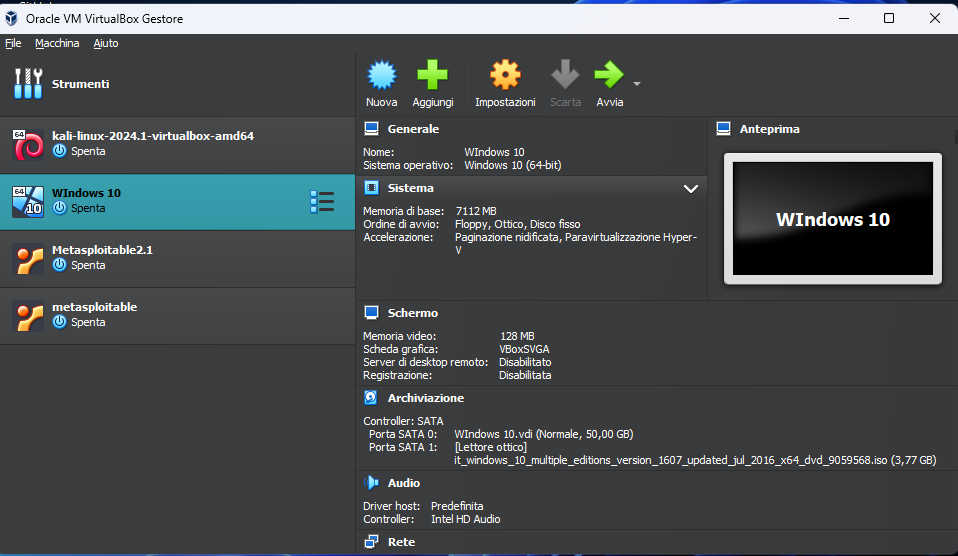 Oracle VM VirtualBox Gestore
File Macchina Aiuto
Strumenti
Nuova Aggiungi Impostazioni Scarta Avvia
64
kali-linux-2024.1-virtualbox-amd64
Spenta
64
10
WIndows 10
Spenta
Metasploitable2.1
Spenta
metasploitable
Spenta
Generale
Nome: WIndows 10
Sistema operativo: Windows 10 (64-bit)
Sistema
Memoria di base: 7112 MB
Ordine di avvio: Floppy, Ottico, Disco fisso
Accelerazione: Paginazione nidificata, Paravirtualizzazione Hyper-
V
Anteprima
WIndows 10
Schermo
Memoria video: 128 MB
Scheda grafica: VBoxSVGA
Server di desktop remoto: Disabilitato
Registrazione: Disabilitata
Archiviazione
Controller: SATA
Porta SATA 0: WIndows 10.vdi (Normale, 50,00 GB)
Porta SATA 1: [Lettore ottico]
it_windows_10_multiple_editions_version_1607_updated_jul_2016_x64_dvd_9059568.iso (3,77 GB)
Audio
Driver host: Predefinita
Controller: Intel HD Audio
Rete